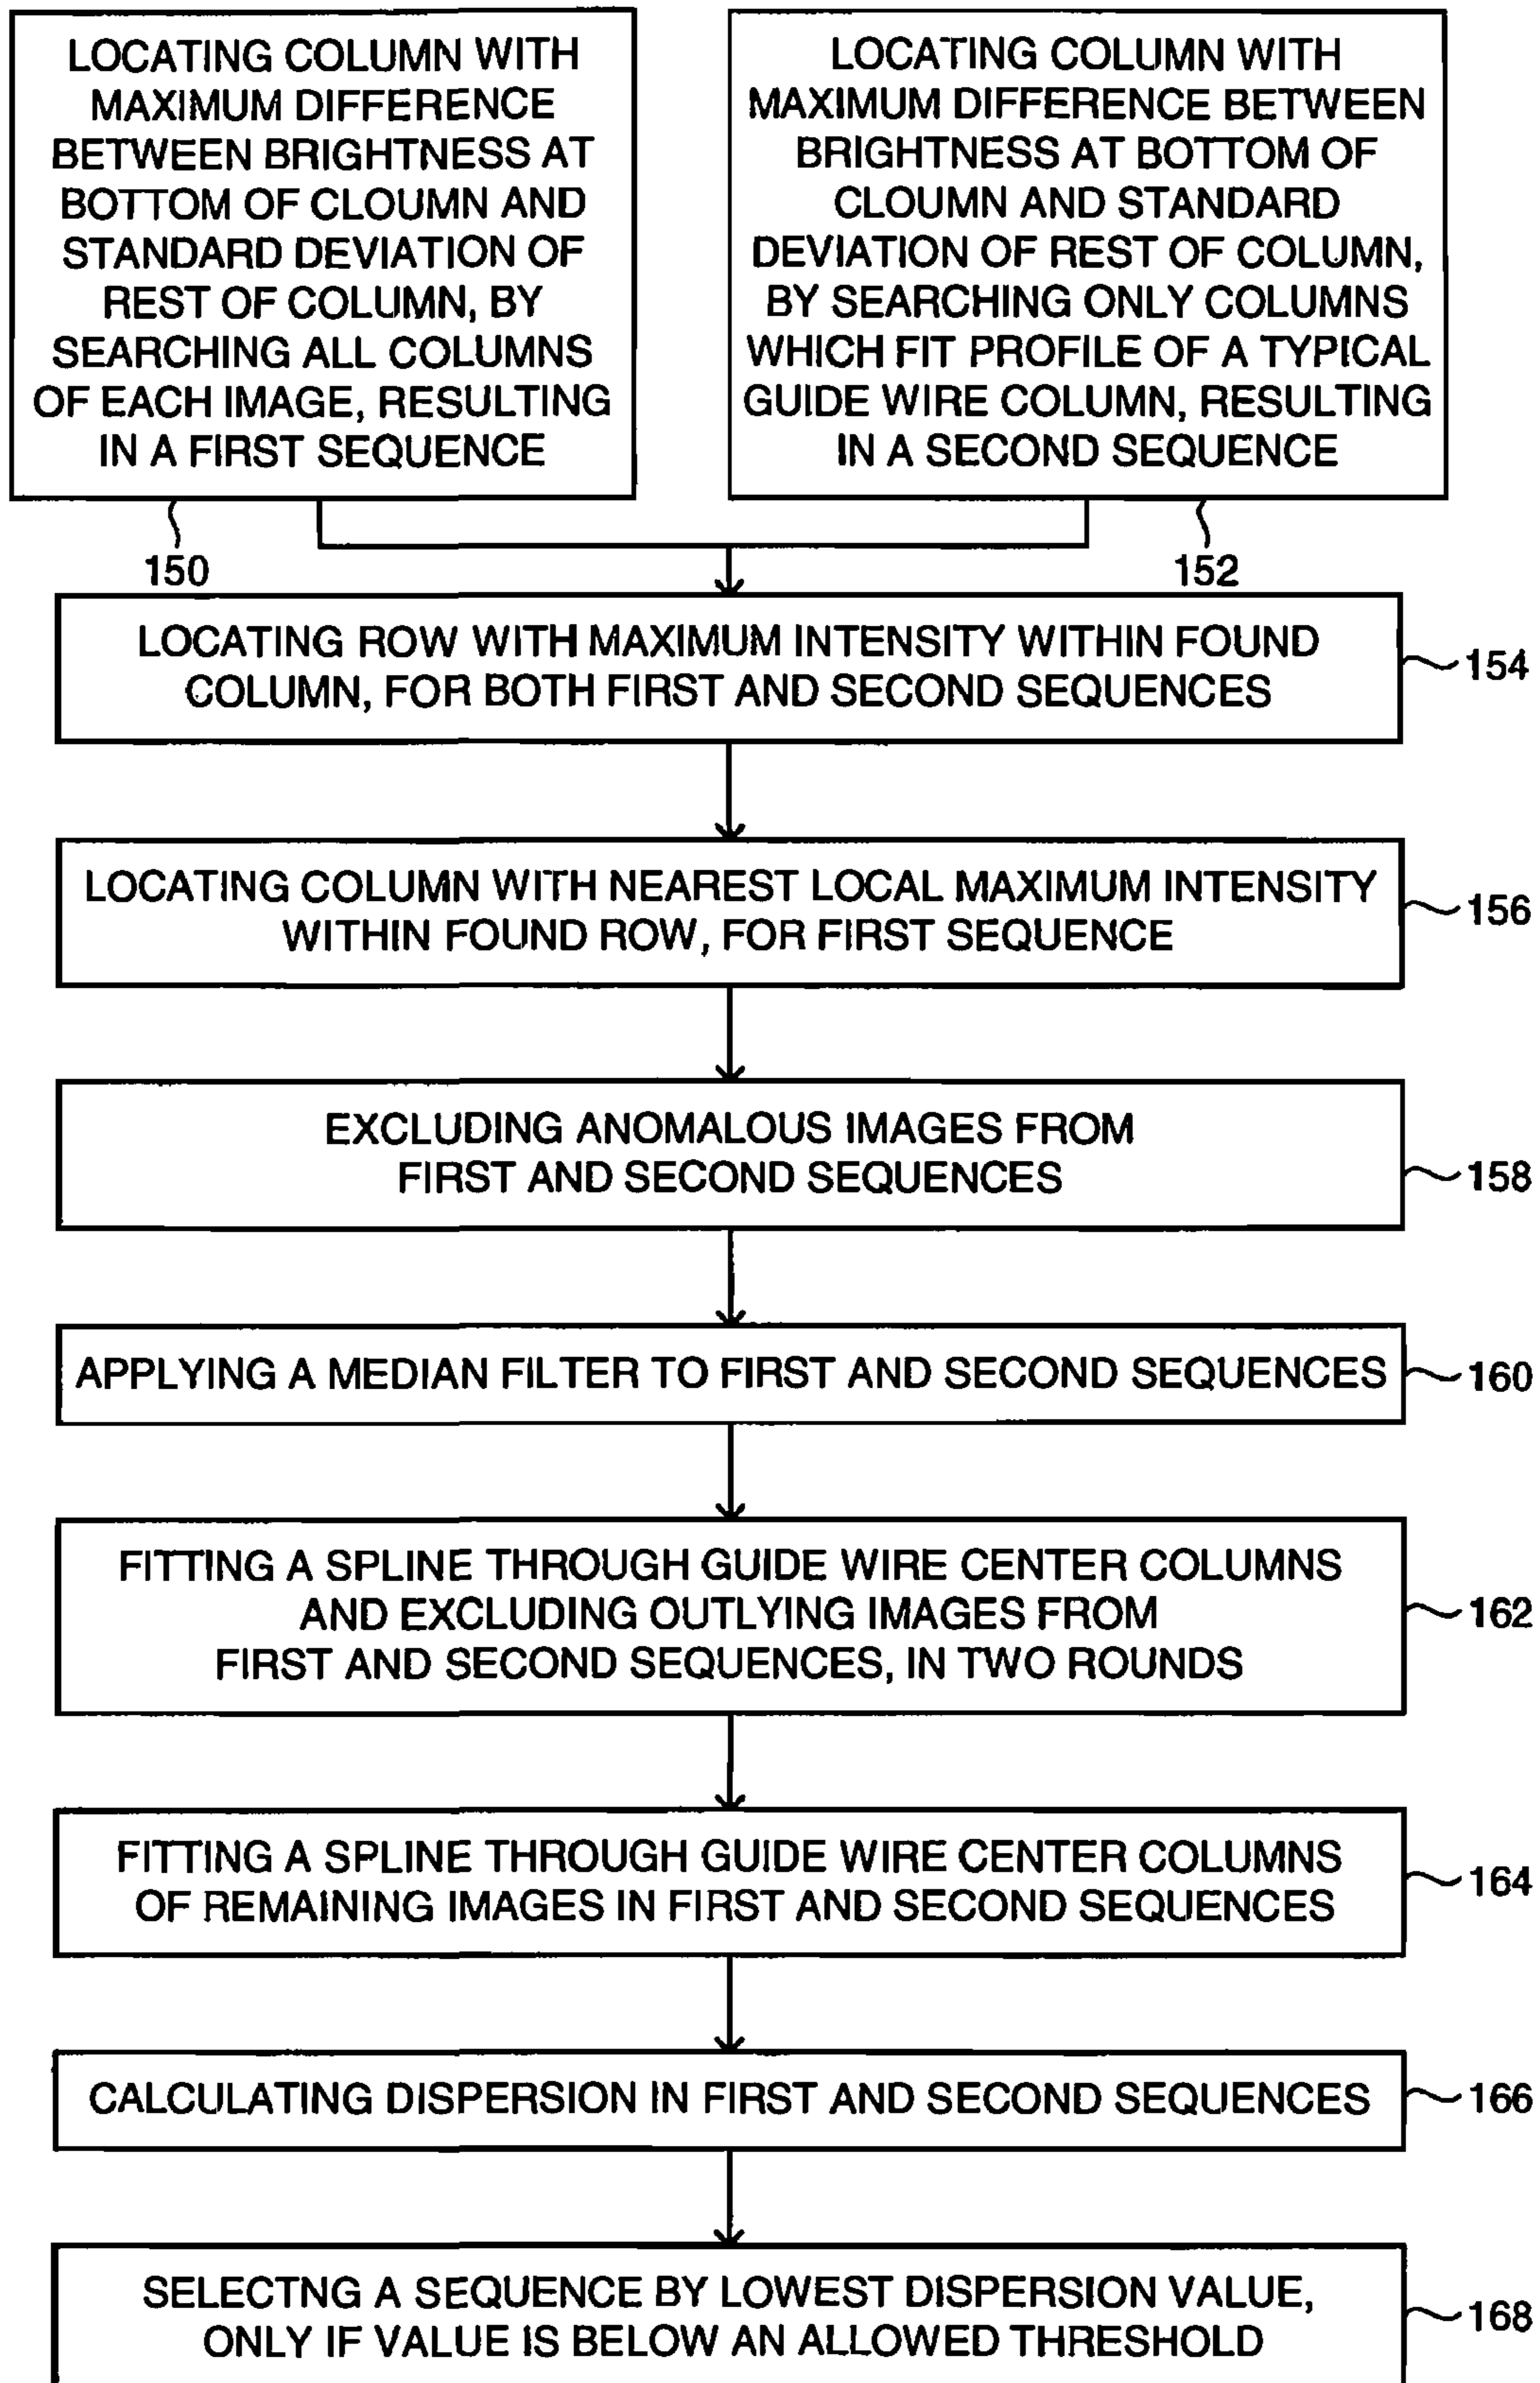 LOCATING COLUMN WITH
MAXIMUM DIFFERENCE
BETWEEN BRIGHTNESS AT
BOTTOM OF CLOUMN AND
STANDARD DEVIATION OF
REST OF COLUMN, BY
SEARCHING ALL COLUMNS
OF EACH IMAGE, RESULTING
IN A FIRST SEQUENCE
150
LOCATING COLUMN WITH
MAXIMUM DIFFERENCE BETWEEN
BRIGHTNESS AT BOTTOM OF
CLOUMN AND STANDARD
DEVIATION OF REST OF COLUMN,
BY SEARCHING ONLY COLUMNS
WHICH FIT PROFILE OF A TYPICAL
GUIDE WIRE COLUMN, RESULTING
IN A SECOND SEQUENCE
152
LOCATING ROW WITH MAXIMUM INTENSITY WITHIN FOUND
COLUMN, FOR BOTH FIRST AND SECOND SEQUENCES
154
LOCATING COLUMN WITH NEAREST LOCAL MAXIMUM INTENSITY
WITHIN FOUND ROW, FOR FIRST SEQUENCE
156
EXCLUDING ANOMALOUS IMAGES FROM
FIRST AND SECOND SEQUENCES
158
APPLYING A MEDIAN FILTER TO FIRST AND SECOND SEQUENCES
160
FITTING A SPLINE THROUGH GUIDE WIRE CENTER COLUMNS
AND EXCLUDING OUTLYING IMAGES FROM
FIRST AND SECOND SEQUENCES, IN TWO ROUNDS
162
FITTING A SPLINE THROUGH GUIDE WIRE CENTER COLUMNS
OF REMAINING IMAGES IN FIRST AND SECOND SEQUENCES
164
CALCULATING DISPERSION IN FIRST AND SECOND SEQUENCES
166
SELECTNG A SEQUENCE BY LOWEST DISPERSION VALUE,
ONLY IF VALUE IS BELOW AN ALLOWED THRESHOLD
168